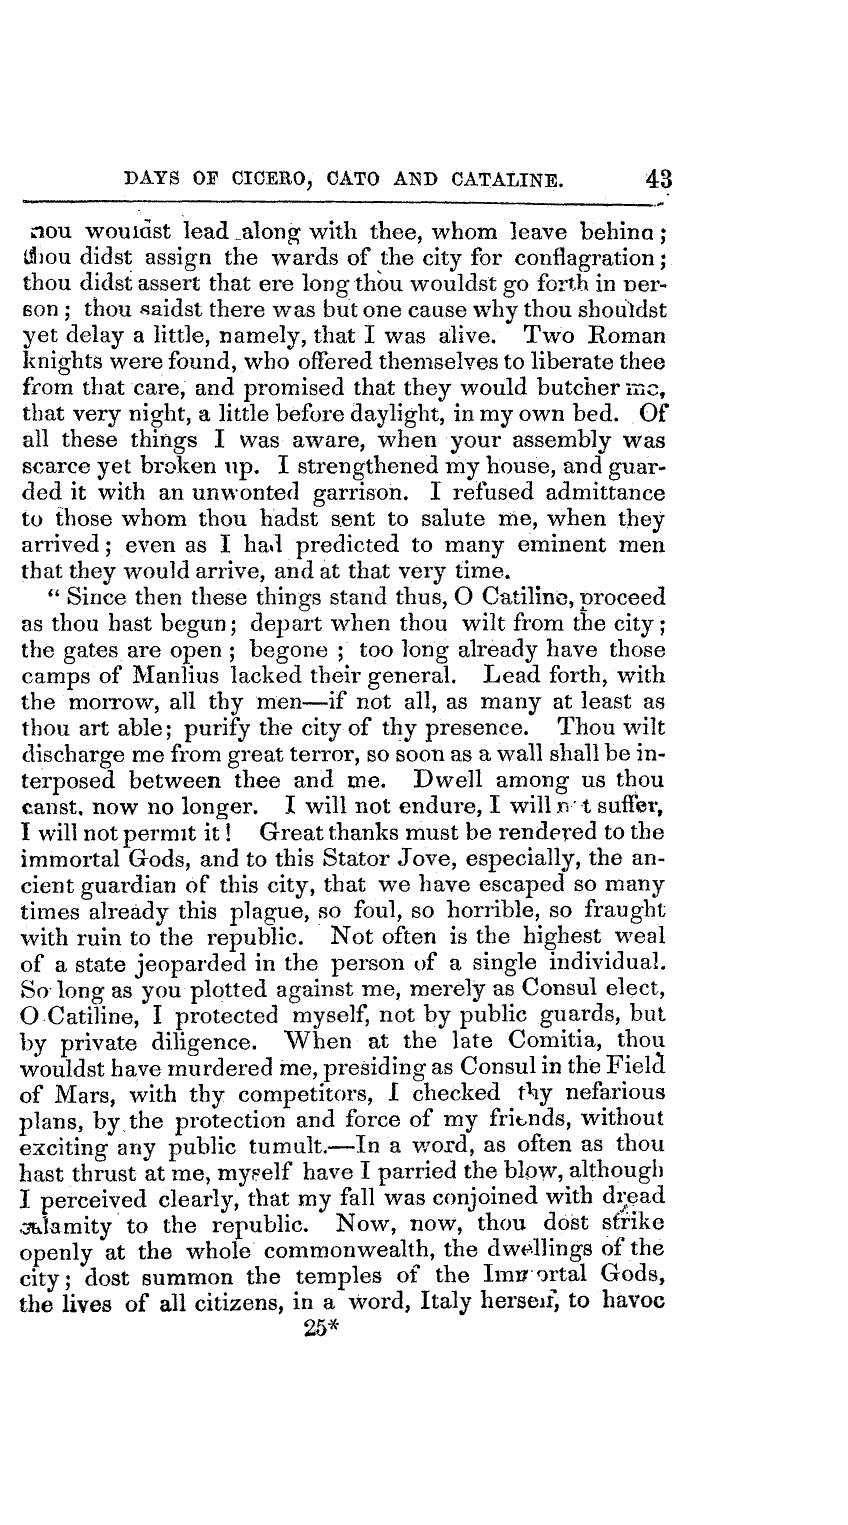 DAYS OF CICERO, CATO AND CATALINE. 43
thou wouldst lead along with thee, whom leave behind;
thou didst assign the wards of the city for conflagration;
thou didst assert that ere long thou wouldst go forth in per-
son; thou saidst there was but one cause why thou shouldst
yet delay a little, namely, that I was alive. Two Roman
knights were found, who offered themselves to liberate thee
from that care, and promised that they would butcher me,
that very night, a little before daylight, in my own bed. Of
all these things I was aware, when your assembly was
scarce yet broken up. I strengthened my house, and guar-
ded it with an unwonted garrison. I refused admittance
to those whom thou hadst sent to salute me, when they
arrived; even as I had predicted to many eminent men
that they would arrive, and at that very time.
“Since then these things stand thus, O Catiline, proceed
as thou hast begun; depart when thou wilt from the city;
the gates are open; begone; too long already have those
camps of Manlius lacked their general. Lead forth, with
the morrow, all thy men—if not all, as many at least as
thou art able; purify the city of thy presence. Thou wilt
discharge me from great terror, so soon as a wall shall be in-
terposed between thee and me. Dwell among us thou
canst, now no longer. I will not endure, I will not suffer,
I will not permit it! Great thanks must be rendered to the
immortal Gods, and to this Stator Jove, especially, the an-
cient guardian of this city, that we have escaped so many
times already this plague, so foul, so horrible, so fraught
with ruin to the republic. Not often is the highest weal
of a state jeoparded in the person of a single individual.
So long as you plotted against me, merely as Consul elect,
O Catiline, I protected myself, not by public guards, but
by private diligence. When at the late Comitia, thou
wouldst have murdered me, presiding as Consul in the Field
of Mars, with thy competitors, I checked thy nefarious
plans, by the protection and force of my friends, without
exciting any public tumult.—In a word, as often as thou
hast thrust at me, myself have I parried the blow, although
I perceived clearly, that my fall was conjoined with dread
calamity to the republic. Now, now, thou dost strike
openly at the whole commonwealth, the dwellings of the
city; dost summon the temples of the Immortal Gods,
the lives of all citizens, in a word, Italy herself, to havoc
25*